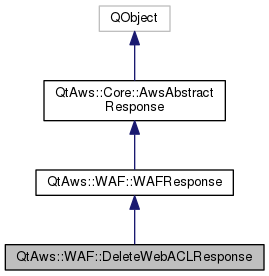 QObject
QtAws::Core::AwsAbstract
Response
QtAws::WAF::WAFResponse
QtAws::WAF::DeleteWebACLResponse